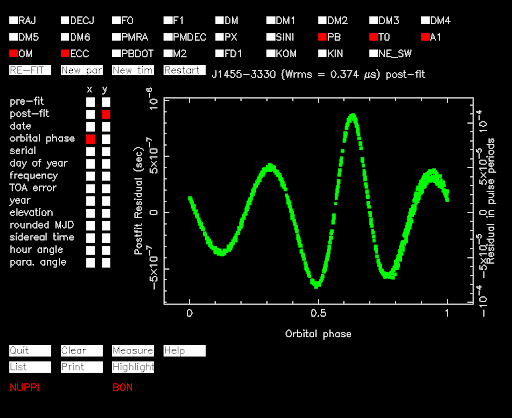 RAJ DECJ F0 F1 DM DM1 DM2 DM3 DM4
DM5 DM6 PMRA PMDEC PX SINI PB T0 A1
OM ECC PBDOT M2 FD1 KOM KIN NE_SW
RE-FIT New par New tim Restart
J1455-3330 (Wrms = 0.374 μs) post-fit
x y
pre-fit
post-fit
date
orbital phase
serial
day of year
frequency
TOA error
year
elevation
rounded MJD
sidereal time
hour angle
para. angle
Postfit Residual (sec)
10⁻⁶
5×10⁻⁷
0
−5×10⁻⁷
Residual in pulse periods
10⁻⁴
5×10⁻⁵
0
−5×10⁻⁵
−10⁻⁴
0 0.5 1
Orbital phase
Quit Clear Measure Help
List Print Highlight
NUPPI BON